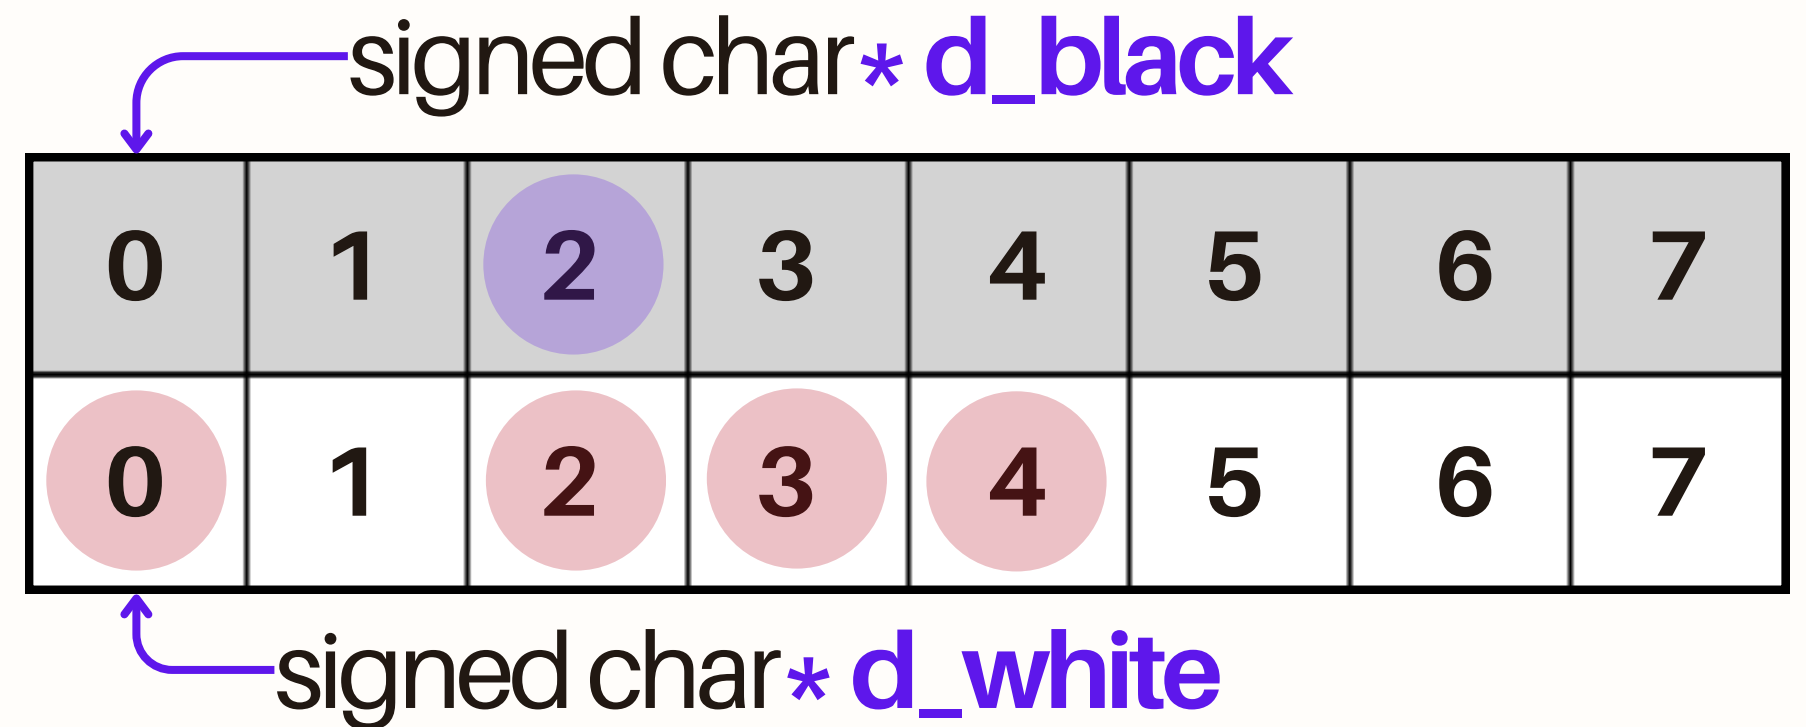 signed char* d_black
0 1 2 3 4 5 6 7
0 1 2 3 4 5 6 7
signed char* d_white